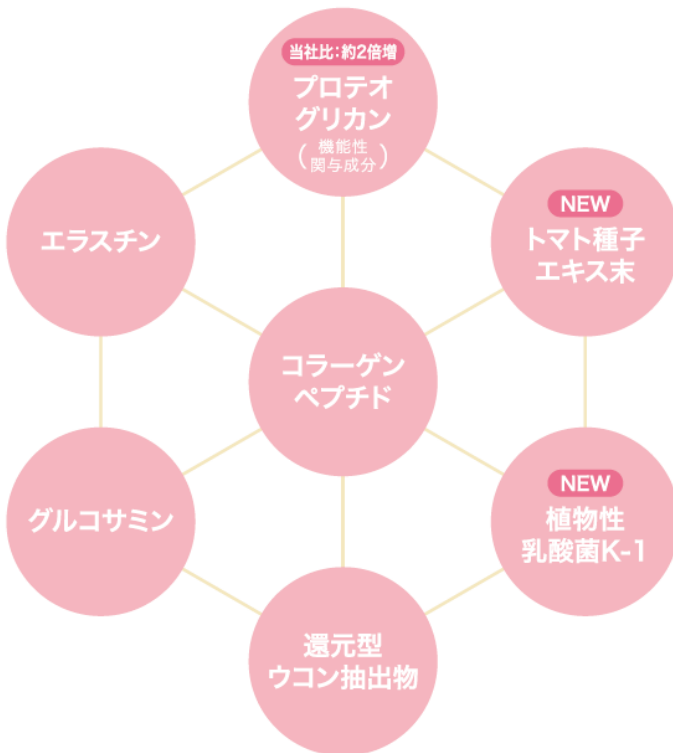 当社比:約2倍増
プロテオ
グリカン
(機能性
関与成分)
エラスチン
NEW
トマト種子
エキス末
コラーゲン
ペプチド
グルコサミン
NEW
植物性
乳酸菌K-1
還元型
ウコン抽出物